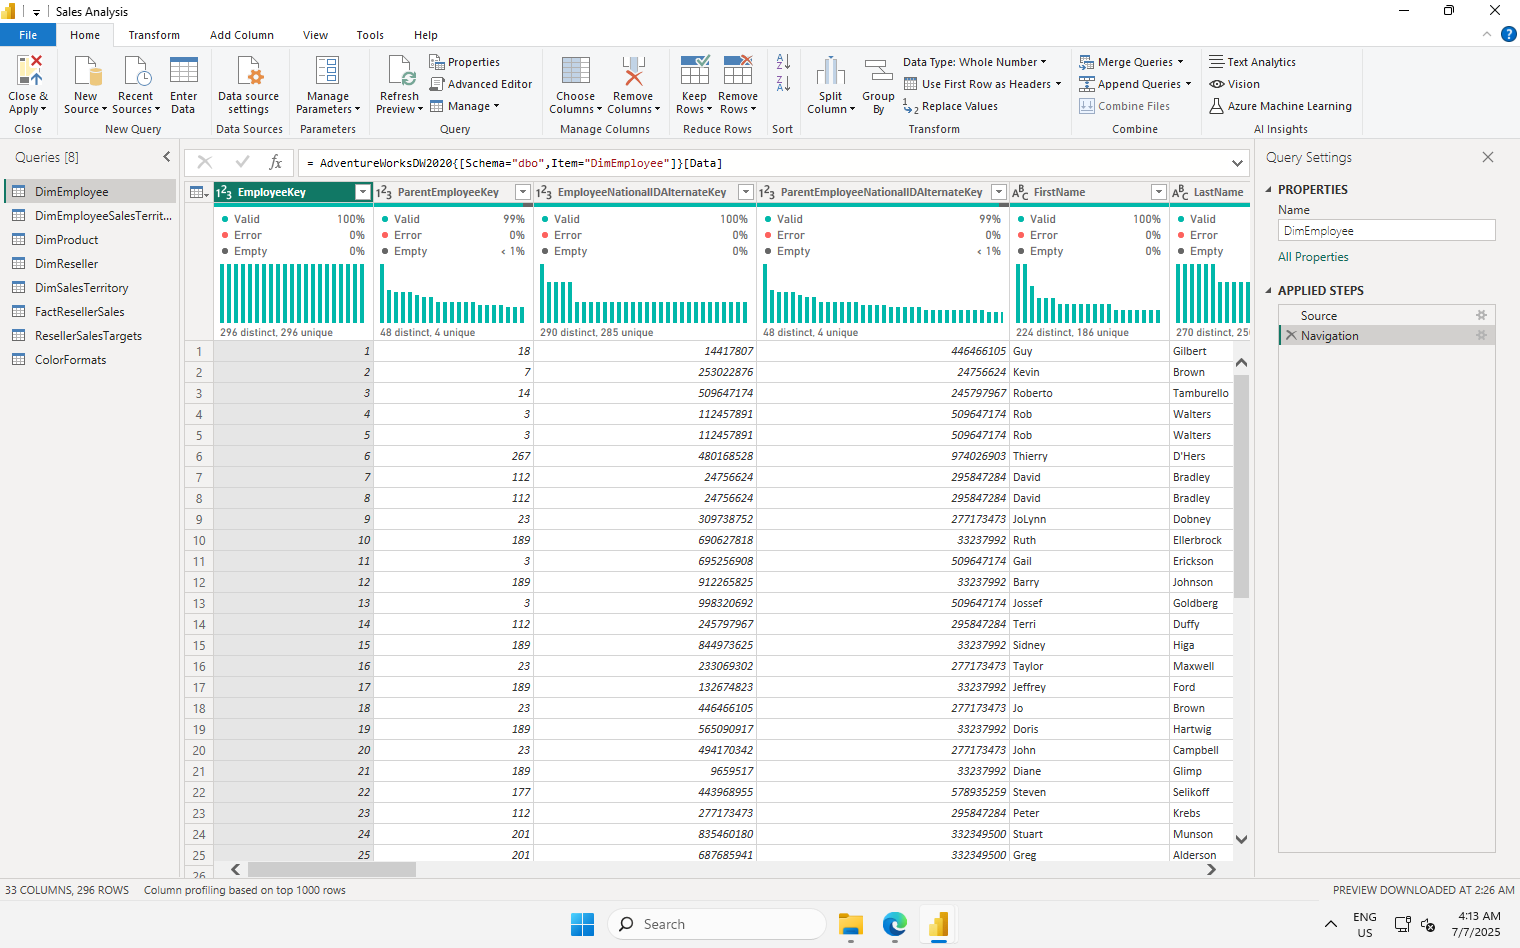 Sales Analysis
File Home Transform Add Column View Tools Help
Close & Apply
New Source
Recent Sources
Enter Data
Data source settings
Manage Parameters
Refresh Preview
Properties
Advanced Editor
Manage
Choose Columns
Remove Columns
Keep Rows
Remove Rows
Split Column
Group By
Data Type: Whole Number
Use First Row as Headers
Replace Values
Merge Queries
Append Queries
Combine Files
Text Analytics
Vision
Azure Machine Learning
Close New Query Data Sources Parameters Query Manage Columns Reduce Rows Sort Transform Combine AI Insights
Queries [8]
DimEmployee
DimEmployeeSalesTerrit...
DimProduct
DimReseller
DimSalesTerritory
FactResellerSales
ResellerSalesTargets
ColorFormats
fx = AdventureWorksDW2020{[Schema="dbo",Item="DimEmployee"]}[Data]
EmployeeKey ParentEmployeeKey EmployeeNationalIDAlternateKey ParentEmployeeNationalIDAlternateKey FirstName LastName
Valid 100% Valid 99% Valid 100% Valid 99% Valid 100% Valid
Error 0% Error 0% Error 0% Error 0% Error 0% Error
Empty 0% Empty < 1% Empty 0% Empty < 1% Empty 0% Empty
296 distinct, 296 unique 48 distinct, 4 unique 290 distinct, 285 unique 48 distinct, 4 unique 224 distinct, 186 unique 270 distinct, 25
1 1 18 14417807 446466105 Guy Gilbert
2 2 7 253022876 24756624 Kevin Brown
3 3 14 509647174 245797967 Roberto Tamburello
4 4 3 112457891 509647174 Rob Walters
5 5 3 112457891 509647174 Rob Walters
6 6 267 480168528 974026903 Thierry D'Hers
7 7 112 24756624 295847284 David Bradley
8 8 112 24756624 295847284 David Bradley
9 9 23 309738752 277173473 JoLynn Dobney
10 10 189 690627818 33237992 Ruth Ellerbrock
11 11 3 695256908 509647174 Gail Erickson
12 12 189 912265825 33237992 Barry Johnson
13 13 3 998320692 509647174 Jossef Goldberg
14 14 112 245797967 295847284 Terri Duffy
15 15 189 844973625 33237992 Sidney Higa
16 16 23 233069302 277173473 Taylor Maxwell
17 17 189 132674823 33237992 Jeffrey Ford
18 18 23 446466105 277173473 Jo Brown
19 19 189 565090917 33237992 Doris Hartwig
20 20 23 494170342 277173473 John Campbell
21 21 189 9659517 33237992 Diane Glimp
22 22 177 443968955 578935259 Steven Selikoff
23 23 112 277173473 295847284 Peter Krebs
24 24 201 835460180 332349500 Stuart Munson
25 25 201 687685941 332349500 Greg Alderson
26
Query Settings
PROPERTIES
Name
DimEmployee
All Properties
APPLIED STEPS
Source
Navigation
33 COLUMNS, 296 ROWS Column profiling based on top 1000 rows PREVIEW DOWNLOADED AT 2:26 AM
Search
ENG
US
4:13 AM
7/7/2025